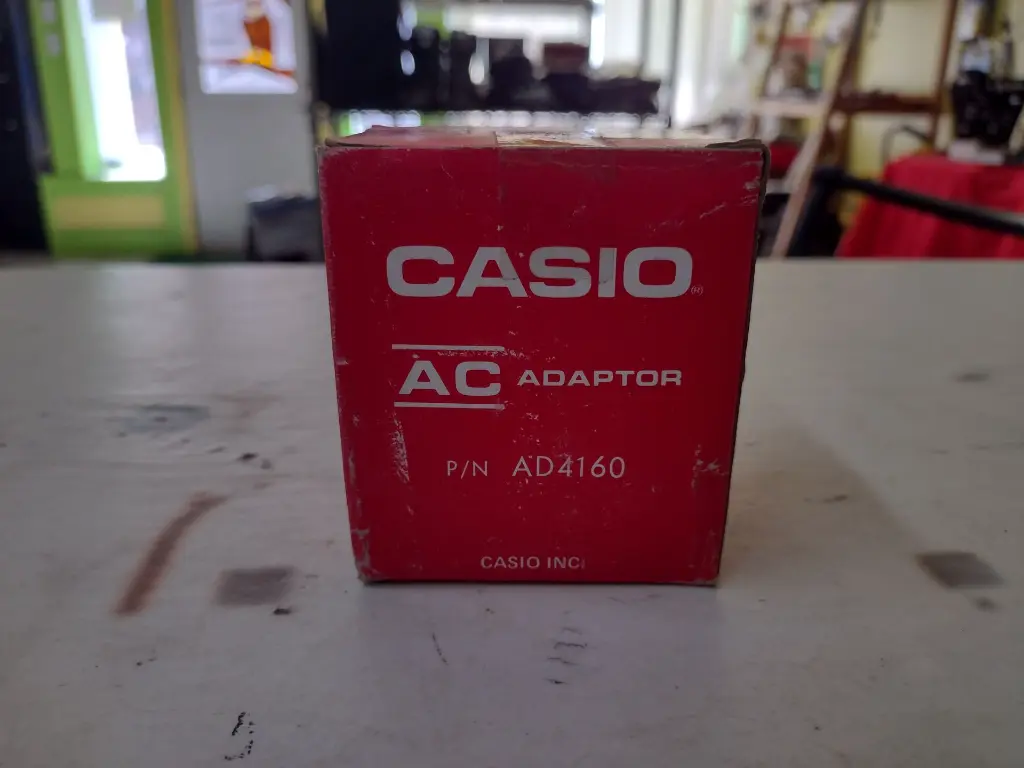 CASIO®
AC ADAPTOR
P/N AD4160
CASIO INC.